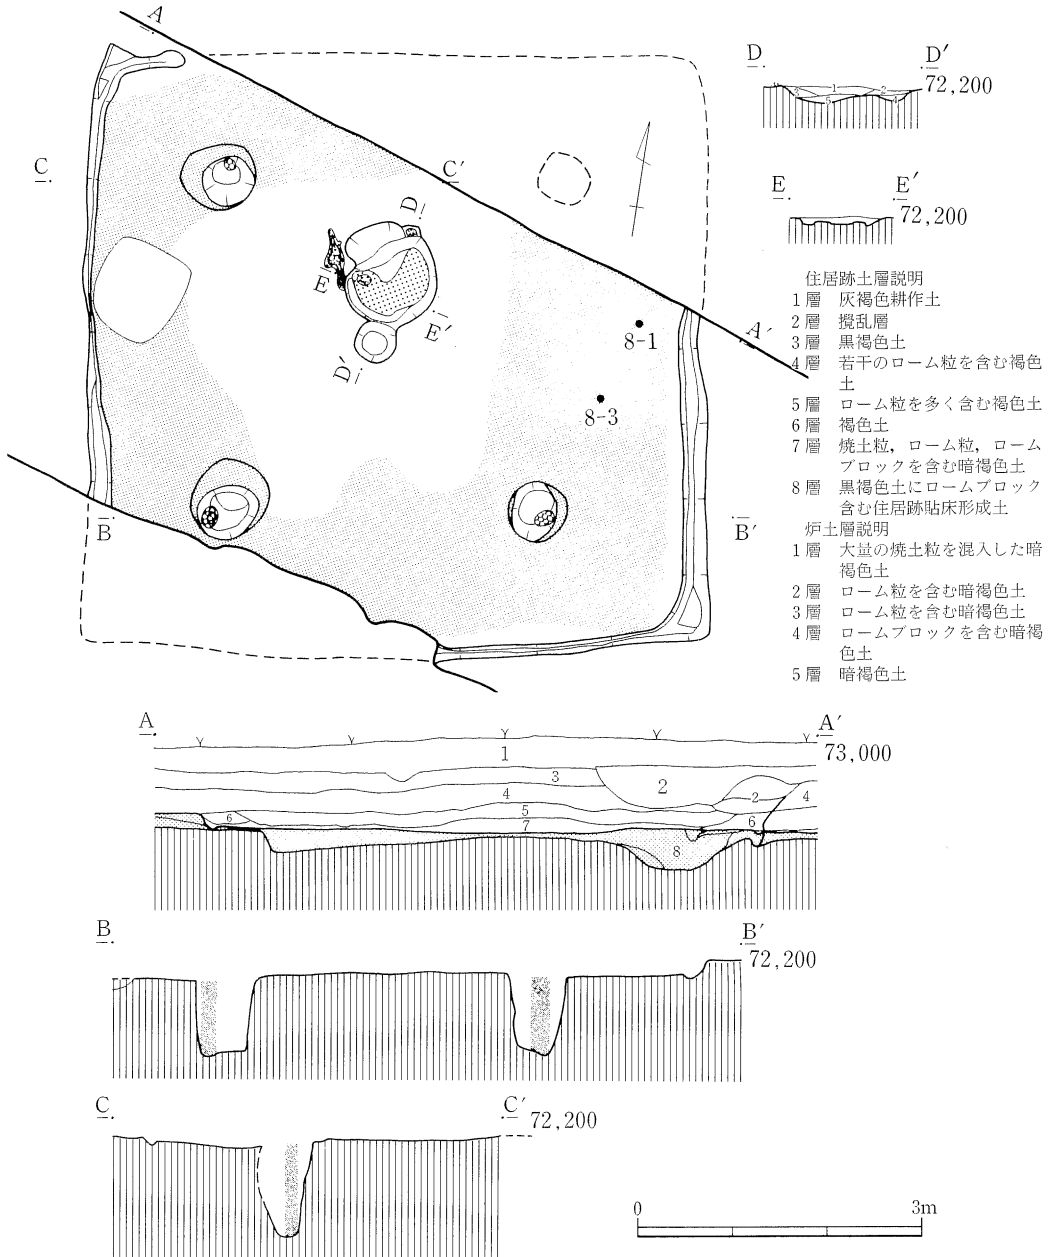 A
D D′
72,200
C C′
D
E E′
72,200
E
E′
D′
8-1
A′
8-3
B B′
住居跡土層説明
1層 灰褐色耕作土
2層 攪乱層
3層 黒褐色土
4層 若干のローム粒を含む褐色
土
5層 ローム粒を多く含む褐色土
6層 褐色土
7層 焼土粒，ローム粒，ローム
ブロックを含む暗褐色土
8層 黒褐色土にロームブロック
含む住居跡貼床形成土
炉土層説明
1層 大量の焼土粒を混入した暗
褐色土
2層 ローム粒を含む暗褐色土
3層 ローム粒を含む暗褐色土
4層 ロームブロックを含む暗褐
色土
5層 暗褐色土
A A′
73,000
1
3 2
4 2 4
5
6 7 6
8
B B′
72,200
C C′
72,200
0 3m